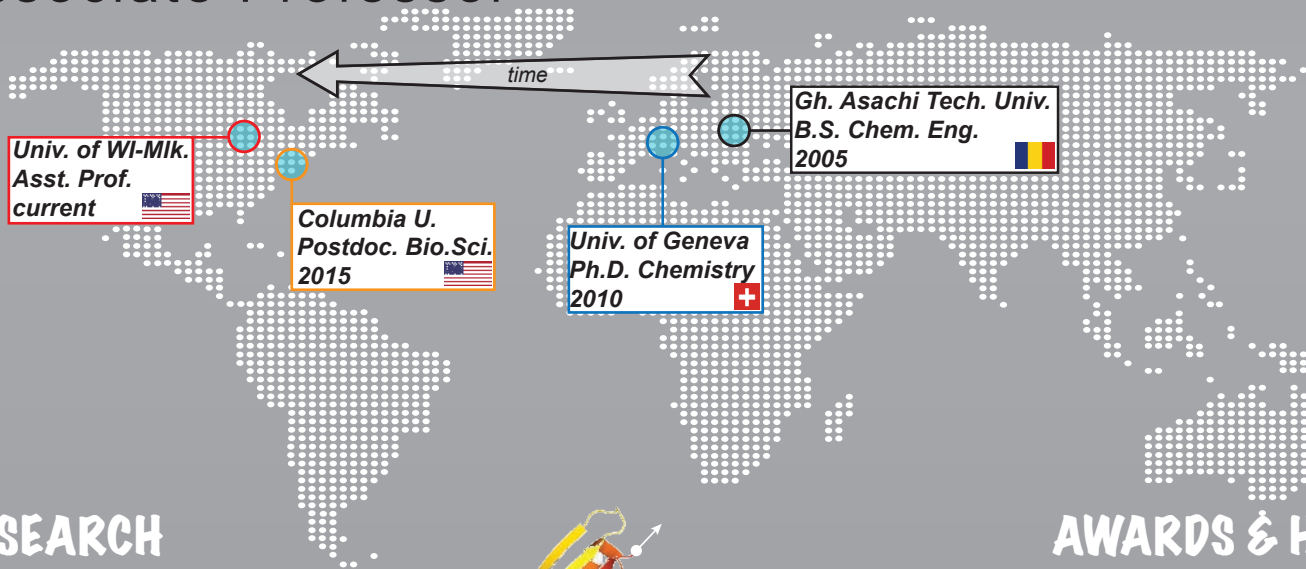 time
Gh. Asachi Tech. Univ.
B.S. Chem. Eng.
2005
Univ. of WI-Mlk.
Asst. Prof.
current
Columbia U.
Postdoc. Bio.Sci.
2015
Univ. of Geneva
Ph.D. Chemistry
2010
AWARDS &